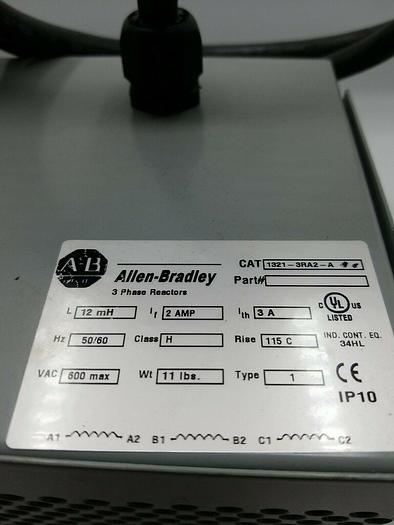 A-B
Allen-Bradley
3 Phase Reactors
CAT 1321-3RA2-A
Part#
L 12 mH If 2 AMP Ith 3 A
C UL US
LISTED
Hz 50/60 Class H Rise 115 C
IND. CONT. EQ.
34HL
VAC 600 max Wt 11 lbs. Type 1
CE
IP10
A1 A2 B1 B2 C1 C2